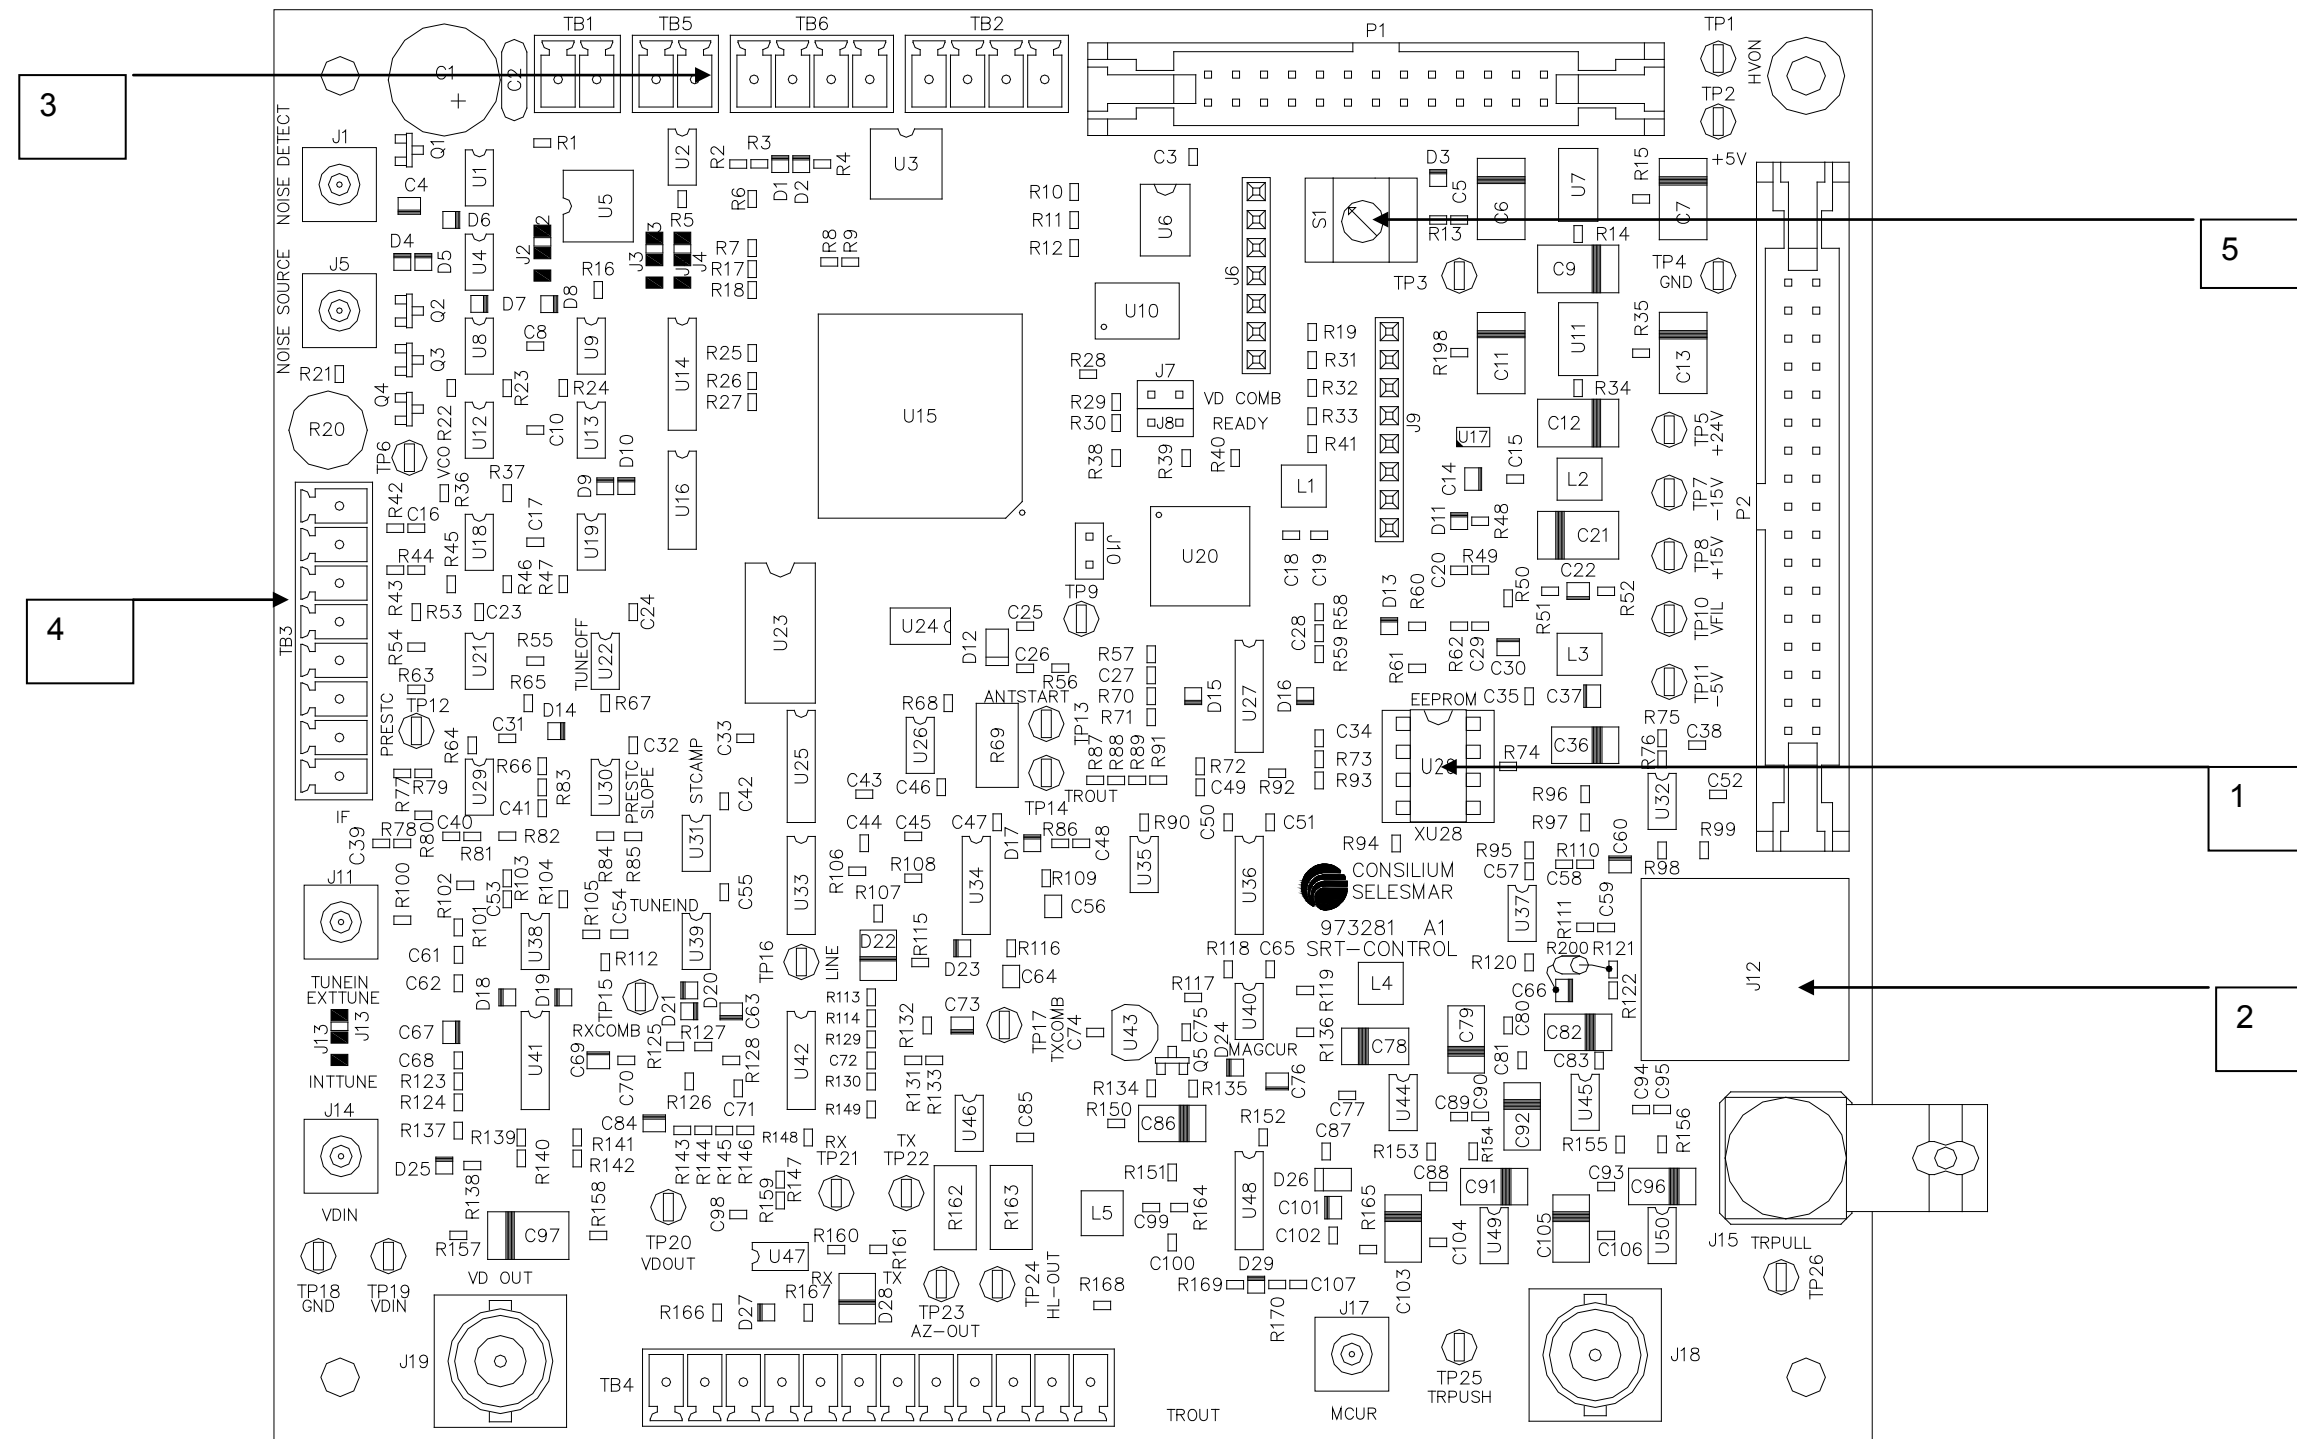 TB1 TB5 TB6 TB2 P1 TP1
HVON
TP2
3
C1 +
C2
NOISE DETECT
J1
Q1
C4
D6
R1
U1
U2
R2 R3 D1 D2 R4
U3
C3
D3
C5
C6
U7
R15
+5V
C7
U5
R6
R5
R10
R11
R12
U6
S1
R13
R14
5
NOISE SOURCE
J5
D4
D5
U4
J2
R16
J3
J4
R7
R17
R18
R8 R9
J6
TP3
C9
TP4
GND
Q2
D7
D8
U10
Q3
U8
C8
U9
U14
R25
R26
R27
U15
R28
J7
VD COMB
R29
R30
J8
READY
R19
R31
R32
R33
R41
J9
R198
C11
U11
R35
C13
R34
R21
Q4
R23
R24
R20
TP6
R22
VCO
U12
C10
U13
D10
R38
R39
R40
U17
C12
TP5
+24V
C15
C14
L1
L2
TP7
-15V
P2
R42
C16
R36
R37
D9
U16
C17
U18
U19
R45
R44
R43
R46
R47
J10
U20
C18
C19
D11
R48
C21
C20
R49
TP8
+15V
C22
R50
R51
R52
4
TB3
R53
C23
C24
U23
U24
D12
C25
C26
TP9
R58
C28
R59
D13
R60
R61
R62
C29
C30
L3
TP10
VFIL
R54
R63
U21
R55
TUNEOFF
U22
R65
R67
R68
R56
R57
C27
R70
R71
D15
U27
D16
EEPROM
C35
C37
TP11
-5V
PRESTC
TP12
C31
D14
R64
C32
C33
U25
U26
ANTSTART
R69
TP13
R87
R88
R89
R91
C34
R73
R93
U28
R74
C36
R75
R76
C38
1
R66
R77
R79
U29
C41
R83
U30
PRESTC
SLOPE
STCAMP
C42
C43
C46
TP14
TROUT
R72
C49
R92
R96
R97
U32
C52
IF
C39
R78
R80
C40
R81
R82
R84
R85
U31
C44
C45
C47
D17
R86
C48
R90
C50
C51
XU28
R94
R95
C57
R110
C58
C60
R98
R99
J11
R100
R102
C53
R103
R104
R105
C54
TUNEIND
C55
U33
R106
R107
R108
U34
R109
C56
U35
U36
CONSILIUM
SELESMAR
973281 A1
SRT-CONTROL
U37
R111
C59
R101
C61
C62
U38
R112
U39
TP16
LINE
D22
R115
D23
R116
C64
R118
C65
R120
R200
R121
R122
C66
J12
2
TUNEIN
EXTTUNE
J13
J13
INTTUNE
D18
D19
TP15
D21
D20
C63
R113
R114
R129
C72
R130
R149
R132
C73
TP17
TXCOMB
C74
R117
U43
C75
D24
Q5
U40
R119
L4
R136
C78
C79
C80
C82
C81
C83
C67
C68
R123
R124
U41
RXCOMB
C69
C70
R125
R127
R128
U42
R131
R133
MAGCUR
C76
R134
R135
J14
R137
R139
R140
R141
R142
R126
C84
C71
R143
R144
R145
R146
R148
R147
R159
RX
TP21
TX
TP22
U46
C85
R150
C86
R152
C77
C87
U44
C89
C90
C92
U45
C94
C95
R156
R155
D25
R138
R153
R154
VDIN
R158
C98
TP20
VDOUT
R162
R163
R151
L5
C99
R164
U48
D26
C101
C102
R165
C88
C91
C93
C96
TP18
GND
TP19
VDIN
R157
C97
VD OUT
U47
R160
R161
C100
C103
C104
U49
C105
C106
U50
J15
TRPULL
TP26
R166
D27
R167
RX
TX
D28
TP23
AZ-OUT
TP24
HL-OUT
R168
R169
D29
R170
C107
J17
J19
TB4
TROUT
MCUR
TP25
TRPUSH
J18